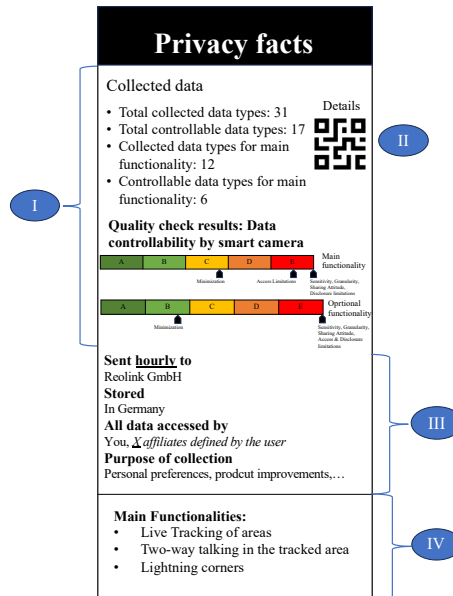 Privacy facts
Collected data
• Total collected data types: 31
• Total controllable data types: 17
• Collected data types for main
functionality: 12
• Controllable data types for main
functionality: 6
Details
I
II
Quality check results: Data
controllability by smart camera
A B C D E
Main
functionality
Minimization
Access Limitations
Sensitivity, Granularity,
Sharing Attitude,
Disclosure limitations
A B C D E
Oprtional
functionality
Minimization
Sensitivity, Granularity,
Sharing Attitude,
Access & Disclosure
limitations
Sent hourly to
Reolink GmbH
Stored
In Germany
All data accessed by
You, X affiliates defined by the user
Purpose of collection
Personal preferences, prodcut improvements,…
III
Main Functionalities:
• Live Tracking of areas
• Two-way talking in the tracked area
• Lightning corners
IV